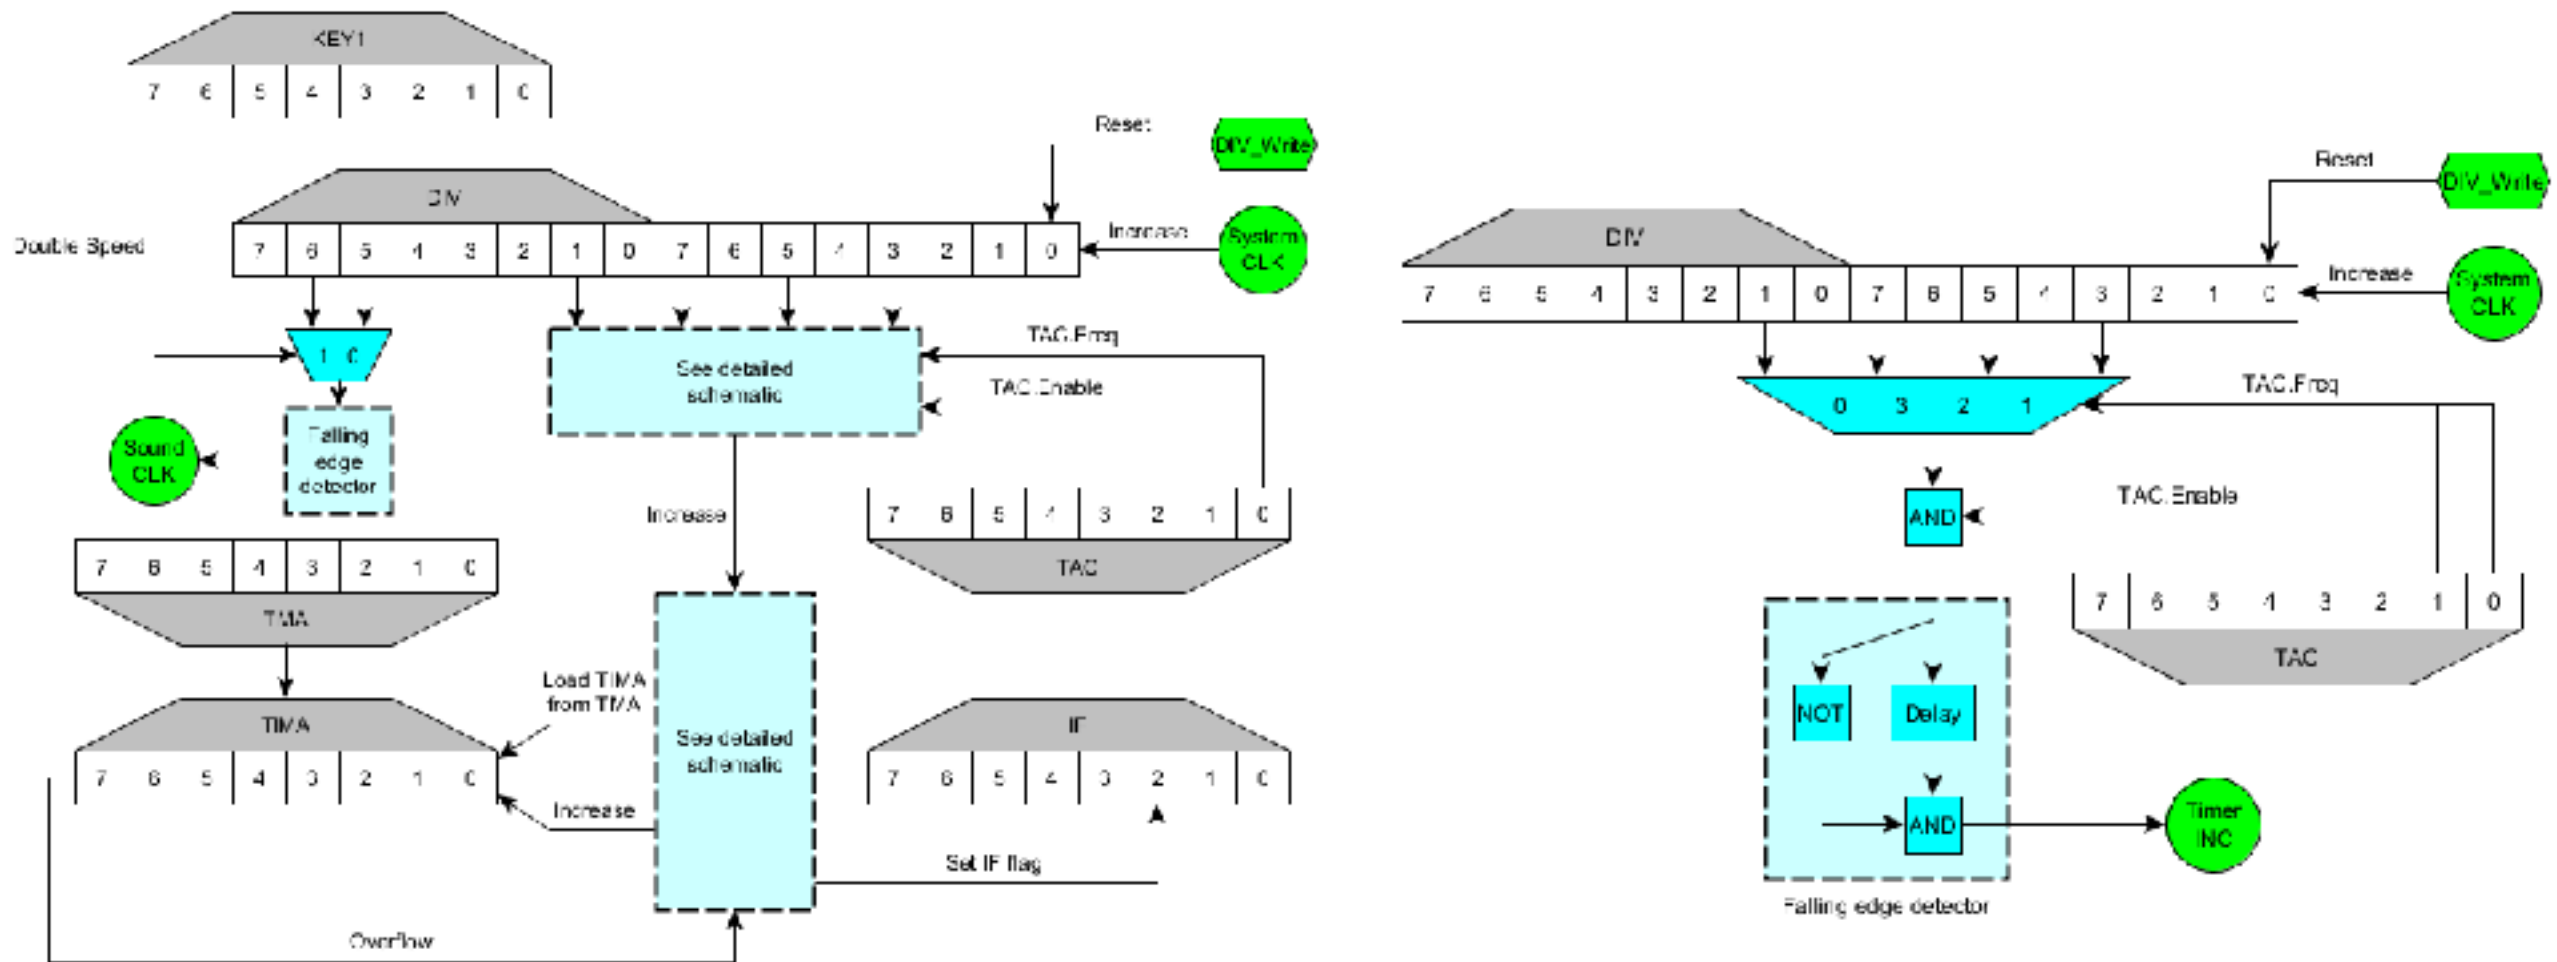 KEY1
7 6 5 4 3 2 1 0
Reset
DIV_Write
DIV
Double Speed
7 6 5 4 3 2 1 0 7 6 5 4 3 2 1 0
Increase
System
CLK
1 0
See detailed
schematic
TAC.Freq
TAC.Enable
Falling
edge
detector
Sound
CLK
Increase
7 6 5 4 3 2 1 0
TAC
7 6 5 4 3 2 1 0
TMA
Load TIMA
from TMA
TIMA
7 6 5 4 3 2 1 0
See detailed
schematic
IF
7 6 5 4 3 2 1 0
Increase
Set IF flag
Overflow
Reset
DIV_Write
DIV
7 6 5 4 3 2 1 0 7 6 5 4 3 2 1 0
Increase
System
CLK
0 3 2 1
TAC.Freq
AND
TAC.Enable
7 6 5 4 3 2 1 0
TAC
NOT
Delay
AND
Timer
INC
Falling edge detector